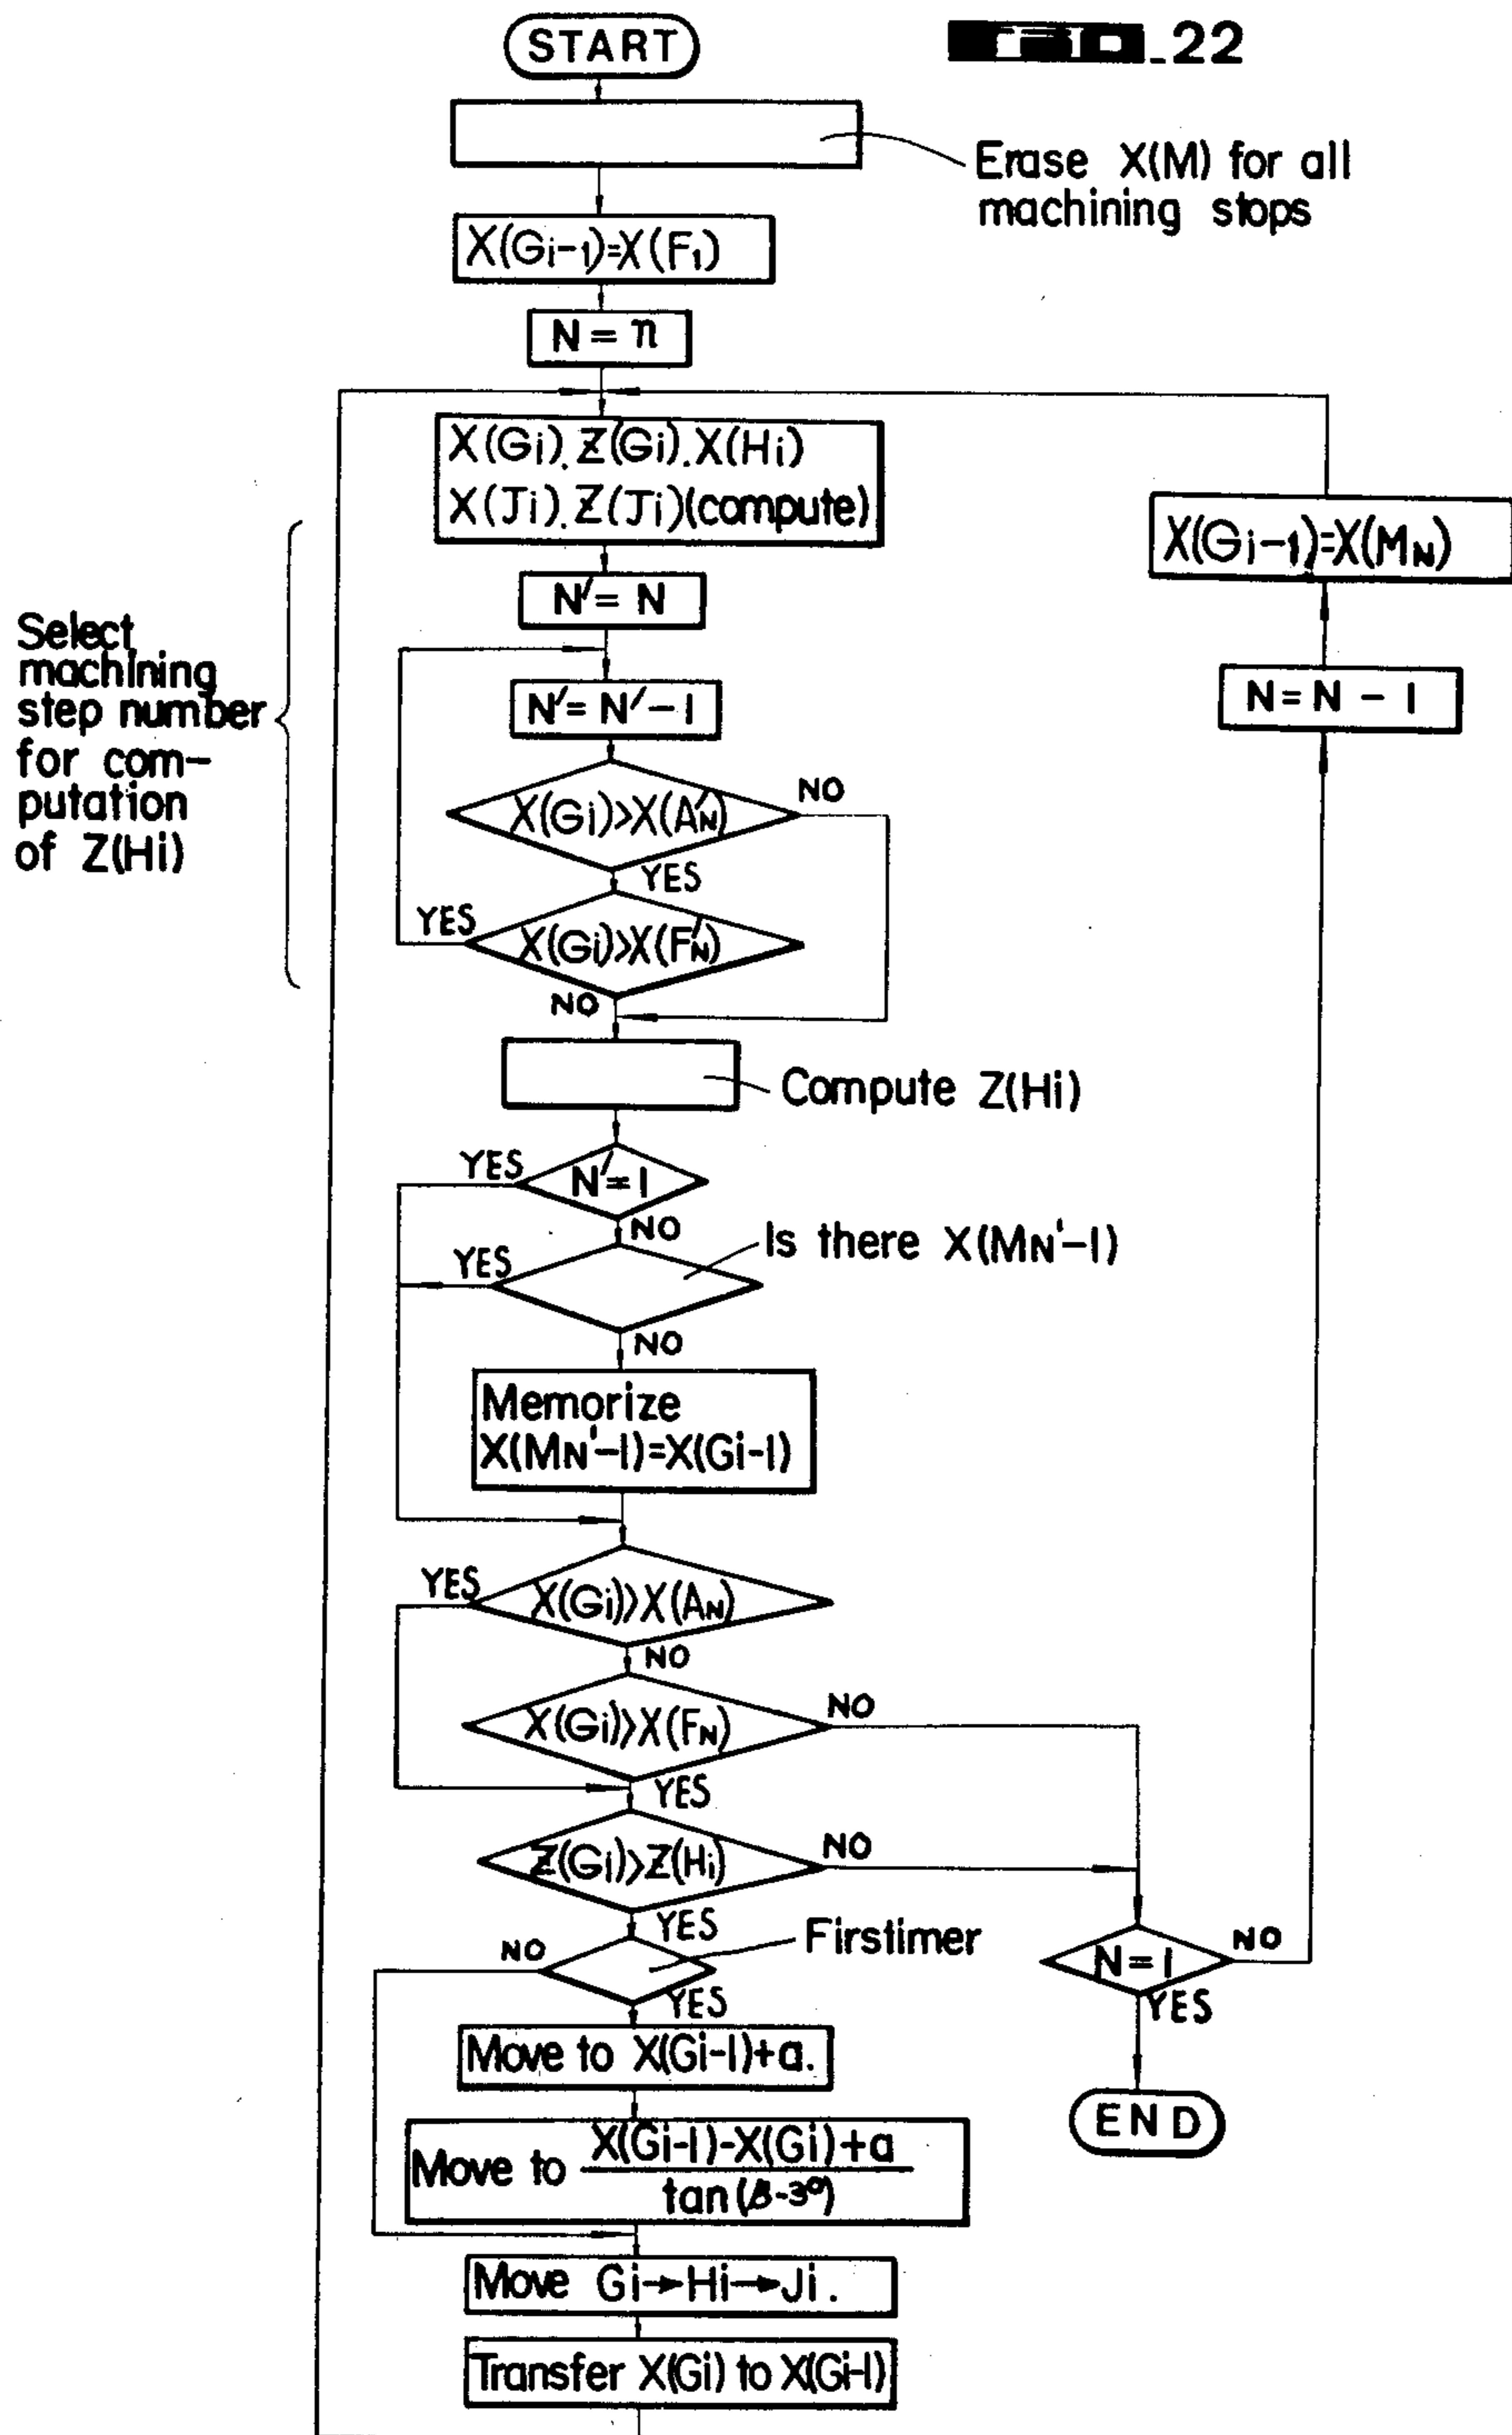 START
FIG_22
Erase X(M) for all
machining stops
X(Gi-1)=X(F1)
N = n
X(Gi).Z(Gi).X(Hi)
X(Ji).Z(Ji)(compute)
X(Gi-1)=X(MN)
N′= N
Select
machining
step number
for com-
putation
of Z(Hi)
N′= N′-1
N = N - 1
X(Gi)>X(A′N)
NO
YES
X(Gi)>X(F′N)
YES
NO
Compute Z(Hi)
N′=1
YES
NO
Is there X(MN'-1)
YES
NO
Memorize
X(MN'-1)=X(Gi-1)
X(Gi)>X(AN)
YES
NO
X(Gi)>X(FN)
NO
YES
Z(Gi)>Z(Hi)
NO
YES
Firstimer
NO
YES
N=1
NO
YES
Move to X(Gi-1)+a.
END
X(Gi-1)-X(Gi)+a
Move to
tan(β-3°)
Move Gi→Hi→Ji.
Transfer X(Gi) to X(Gi-1)